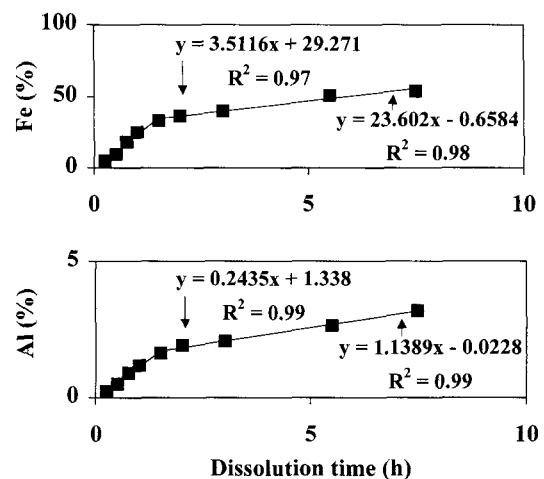 100
y = 3.5116x + 29.271
R² = 0.97
Fe (%)
50
y = 23.602x - 0.6584
R² = 0.98
0
0 5 10
5
y = 0.2435x + 1.338
R² = 0.99
Al (%)
y = 1.1389x - 0.0228
R² = 0.99
0
0 5 10
Dissolution time (h)